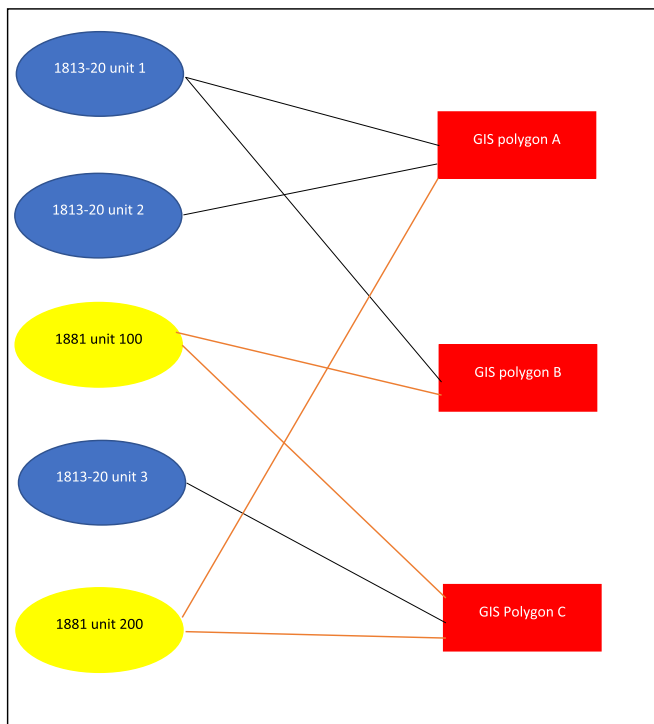 1813-20 unit 1
GIS polygon A
1813-20 unit 2
1881 unit 100
GIS polygon B
1813-20 unit 3
GIS Polygon C
1881 unit 200